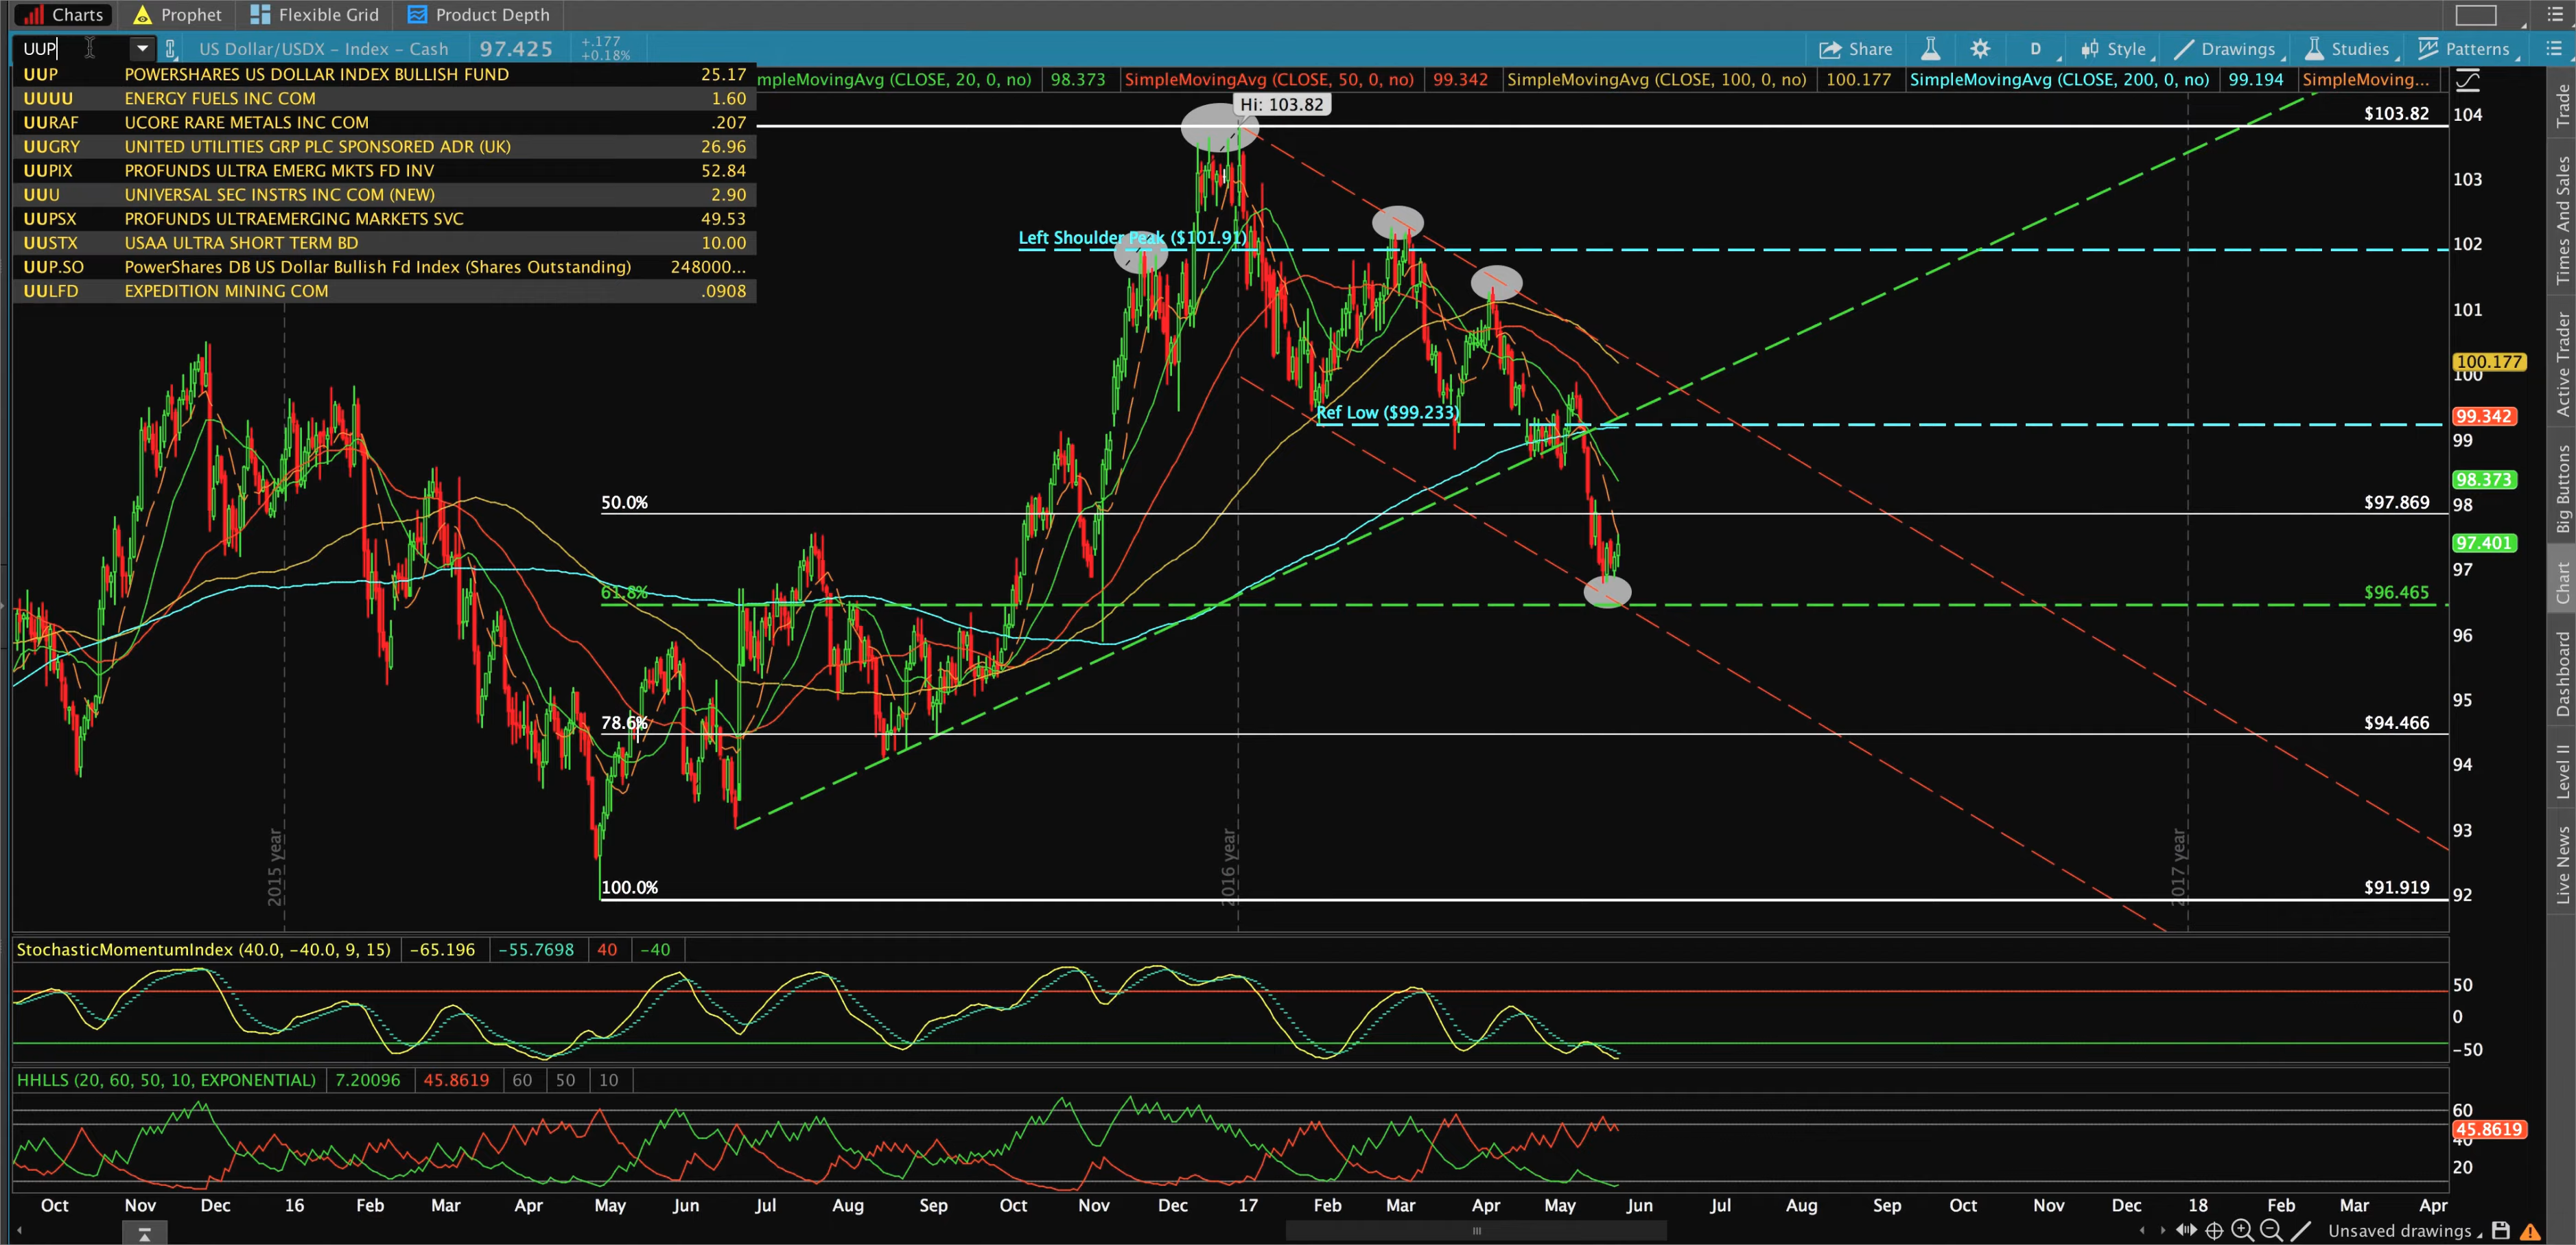 Charts Prophet Flexible Grid Product Depth
UUP US Dollar/USDX - Index - Cash 97.425 +.177 +0.18% Share D Style Drawings Studies Patterns
UUP POWERSHARES US DOLLAR INDEX BULLISH FUND 25.17
UUUU ENERGY FUELS INC COM 1.60
UURAF UCORE RARE METALS INC COM .207
UUGRY UNITED UTILITIES GRP PLC SPONSORED ADR (UK) 26.96
UUPIX PROFUNDS ULTRA EMERG MKTS FD INV 52.84
UUU UNIVERSAL SEC INSTRS INC COM (NEW) 2.90
UUPSX PROFUNDS ULTRAEMERGING MARKETS SVC 49.53
UUSTX USAA ULTRA SHORT TERM BD 10.00
UUP.SO PowerShares DB US Dollar Bullish Fd Index (Shares Outstanding) 248000...
UULFD EXPEDITION MINING COM .0908
mpleMovingAvg (CLOSE, 20, 0, no) 98.373 SimpleMovingAvg (CLOSE, 50, 0, no) 99.342 SimpleMovingAvg (CLOSE, 100, 0, no) 100.177 SimpleMovingAvg (CLOSE, 200, 0, no) 99.194 SimpleMoving...
Hi: 103.82
$103.82
Left Shoulder Peak ($101.91)
Ref Low ($99.233)
50.0% $97.869
61.8% $96.465
78.6% $94.466
100.0% $91.919
104
103
102
101
100.177
100
99.342
99
98.373
98
97.401
97
96
95
94
93
92
2015 year
2016 year
2017 year
StochasticMomentumIndex (40.0, -40.0, 9, 15) -65.196 -55.7698 40 -40
50
0
-50
HHLLS (20, 60, 50, 10, EXPONENTIAL) 7.20096 45.8619 60 50 10
60
45.8619
40
20
Oct Nov Dec 16 Feb Mar Apr May Jun Jul Aug Sep Oct Nov Dec 17 Feb Mar Apr May Jun Jul Aug Sep Oct Nov Dec 18 Feb Mar Apr
Unsaved drawings
Trade
Times And Sales
Active Trader
Big Buttons
Chart
Dashboard
Level II
Live News